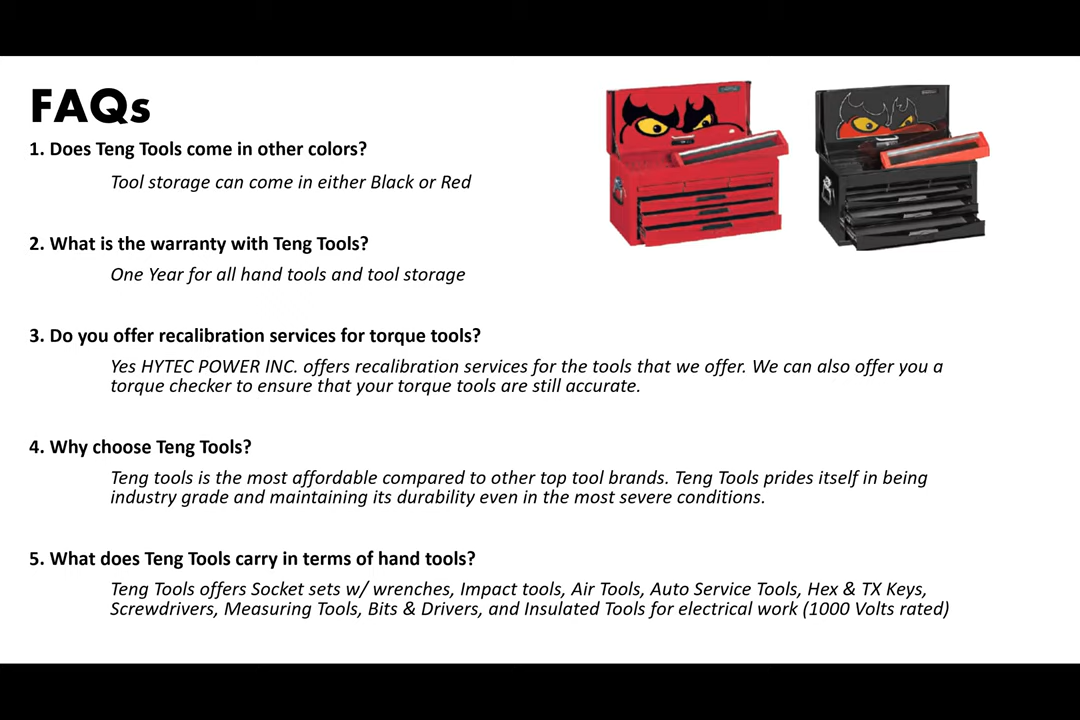 FAQs
1. Does Teng Tools come in other colors?
Tool storage can come in either Black or Red
2. What is the warranty with Teng Tools?
One Year for all hand tools and tool storage
3. Do you offer recalibration services for torque tools?
Yes HYTEC POWER INC. offers recalibration services for the tools that we offer. We can also offer you a
torque checker to ensure that your torque tools are still accurate.
4. Why choose Teng Tools?
Teng tools is the most affordable compared to other top tool brands. Teng Tools prides itself in being
industry grade and maintaining its durability even in the most severe conditions.
5. What does Teng Tools carry in terms of hand tools?
Teng Tools offers Socket sets w/ wrenches, Impact tools, Air Tools, Auto Service Tools, Hex & TX Keys,
Screwdrivers, Measuring Tools, Bits & Drivers, and Insulated Tools for electrical work (1000 Volts rated)